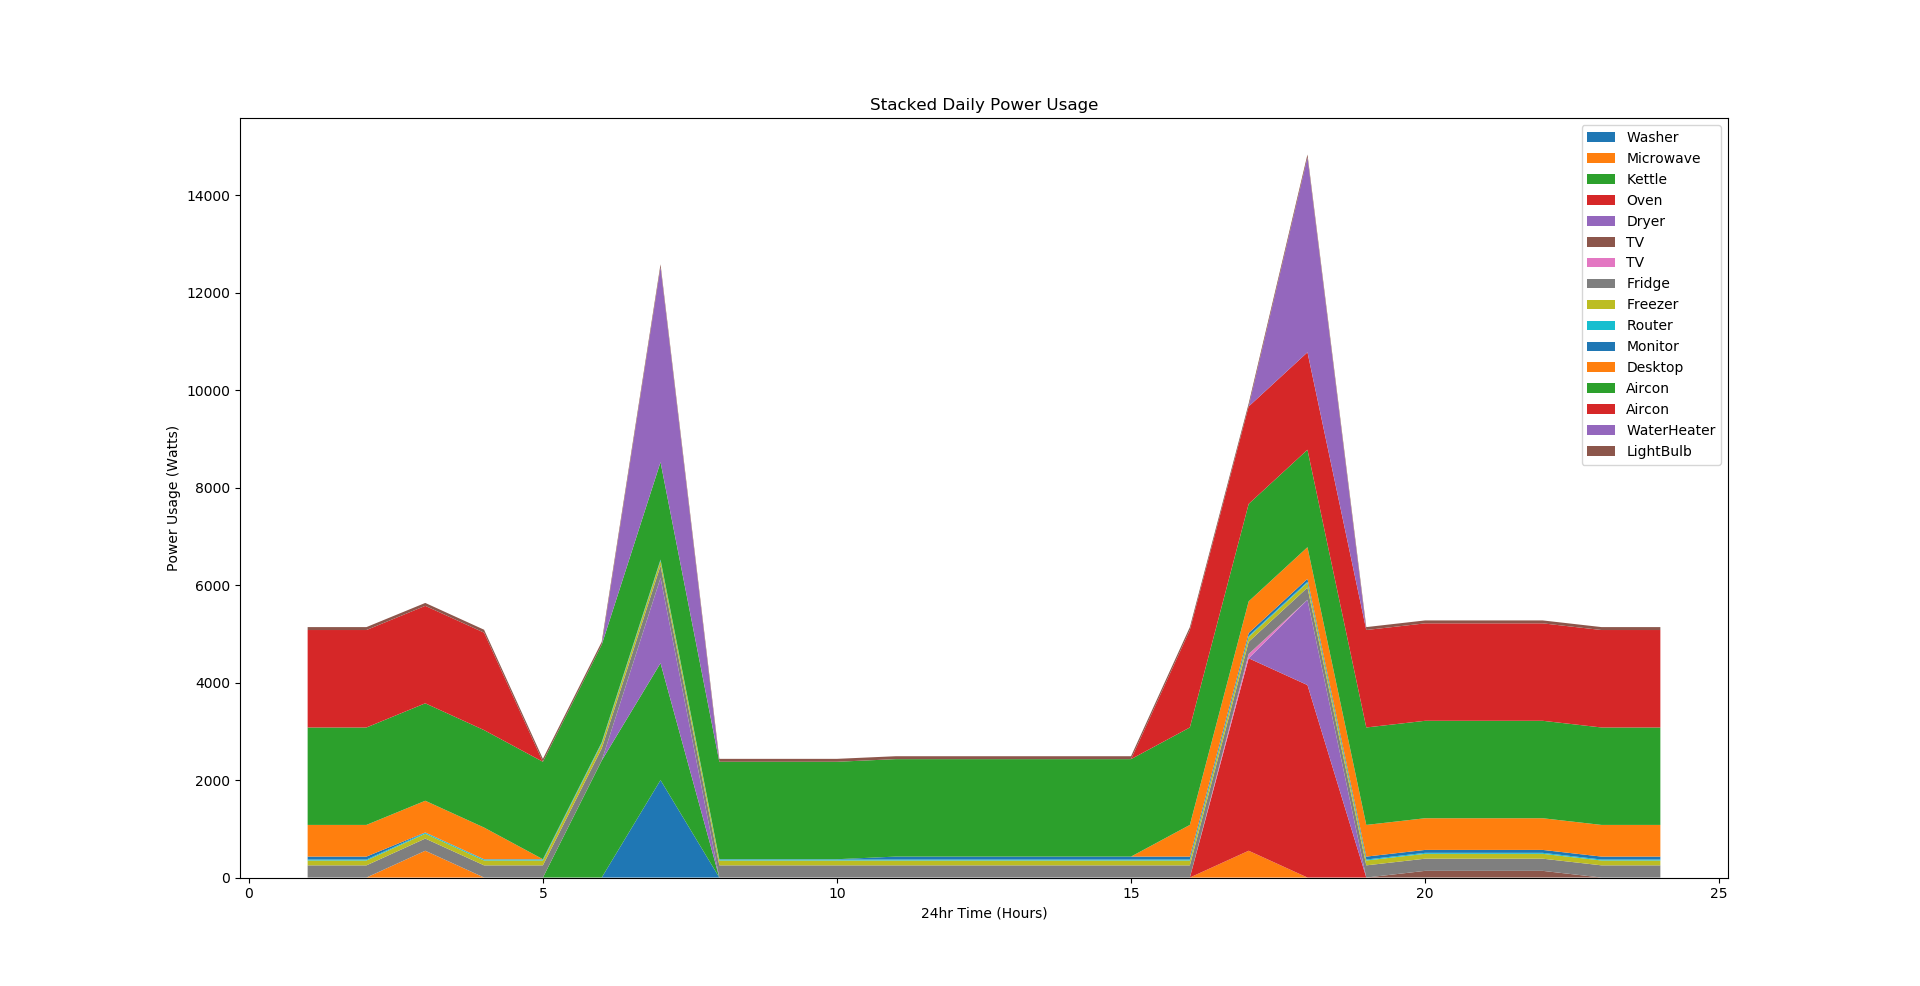 Stacked Daily Power Usage
Washer
Microwave
Kettle
Oven
Dryer
TV
TV
Fridge
Freezer
Router
Monitor
Desktop
Aircon
Aircon
WaterHeater
LightBulb
Power Usage (Watts)
14000
12000
10000
8000
6000
4000
2000
0
0 5 10 15 20 25
24hr Time (Hours)